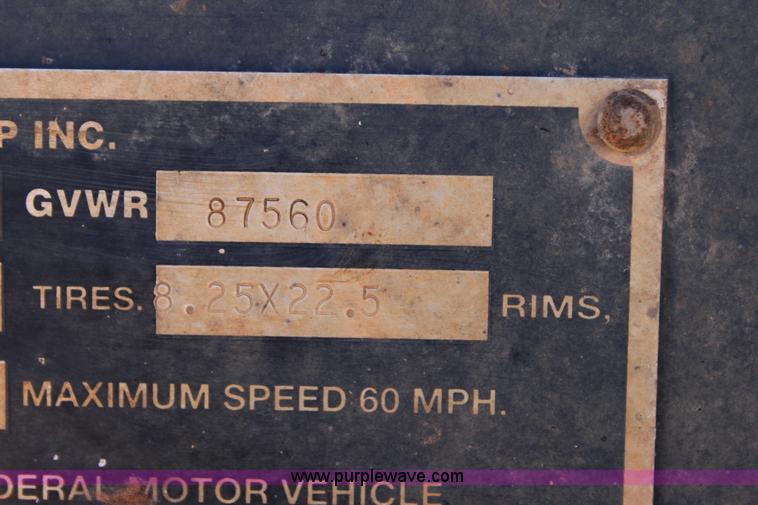 P INC.
GVWR 87560
TIRES. 8.25X22.5 RIMS,
MAXIMUM SPEED 60 MPH.
DERAL MOTOR VEHICLE
www.purplewave.com